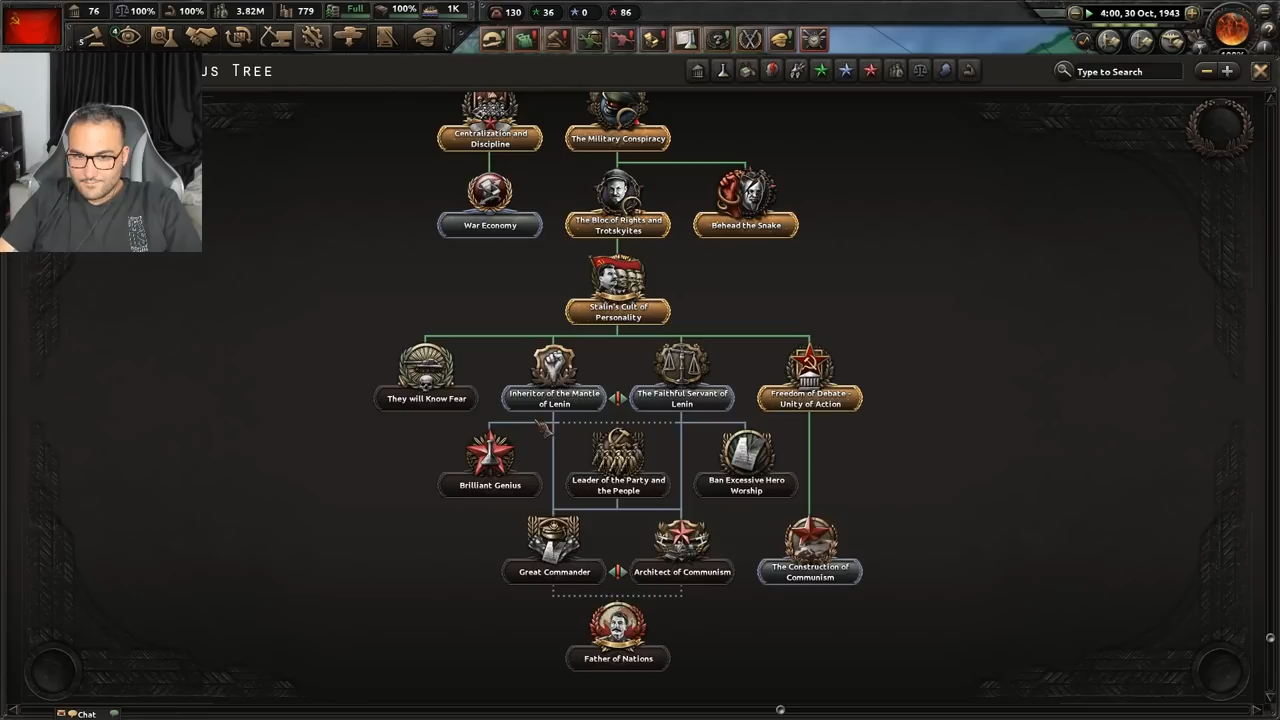 76 100% 100% 3.82M 779 Full 100% 1K 130 36 0 86 4:00, 30 Oct, 1943
us Tree
Type to Search
Centralization and
Discipline
The Military Conspiracy
War Economy
The Bloc of Rights and
Trotskyites
Behead the Snake
Stalin's Cult of
Personality
They will Know Fear
Inheritor of the Mantle
of Lenin
The Faithful Servant of
Lenin
Freedom of Debate -
Unity of Action
Brilliant Genius
Leader of the Party and
the People
Ban Excessive Hero
Worship
Great Commander
Architect of Communism
The Construction of
Communism
Father of Nations
Chat